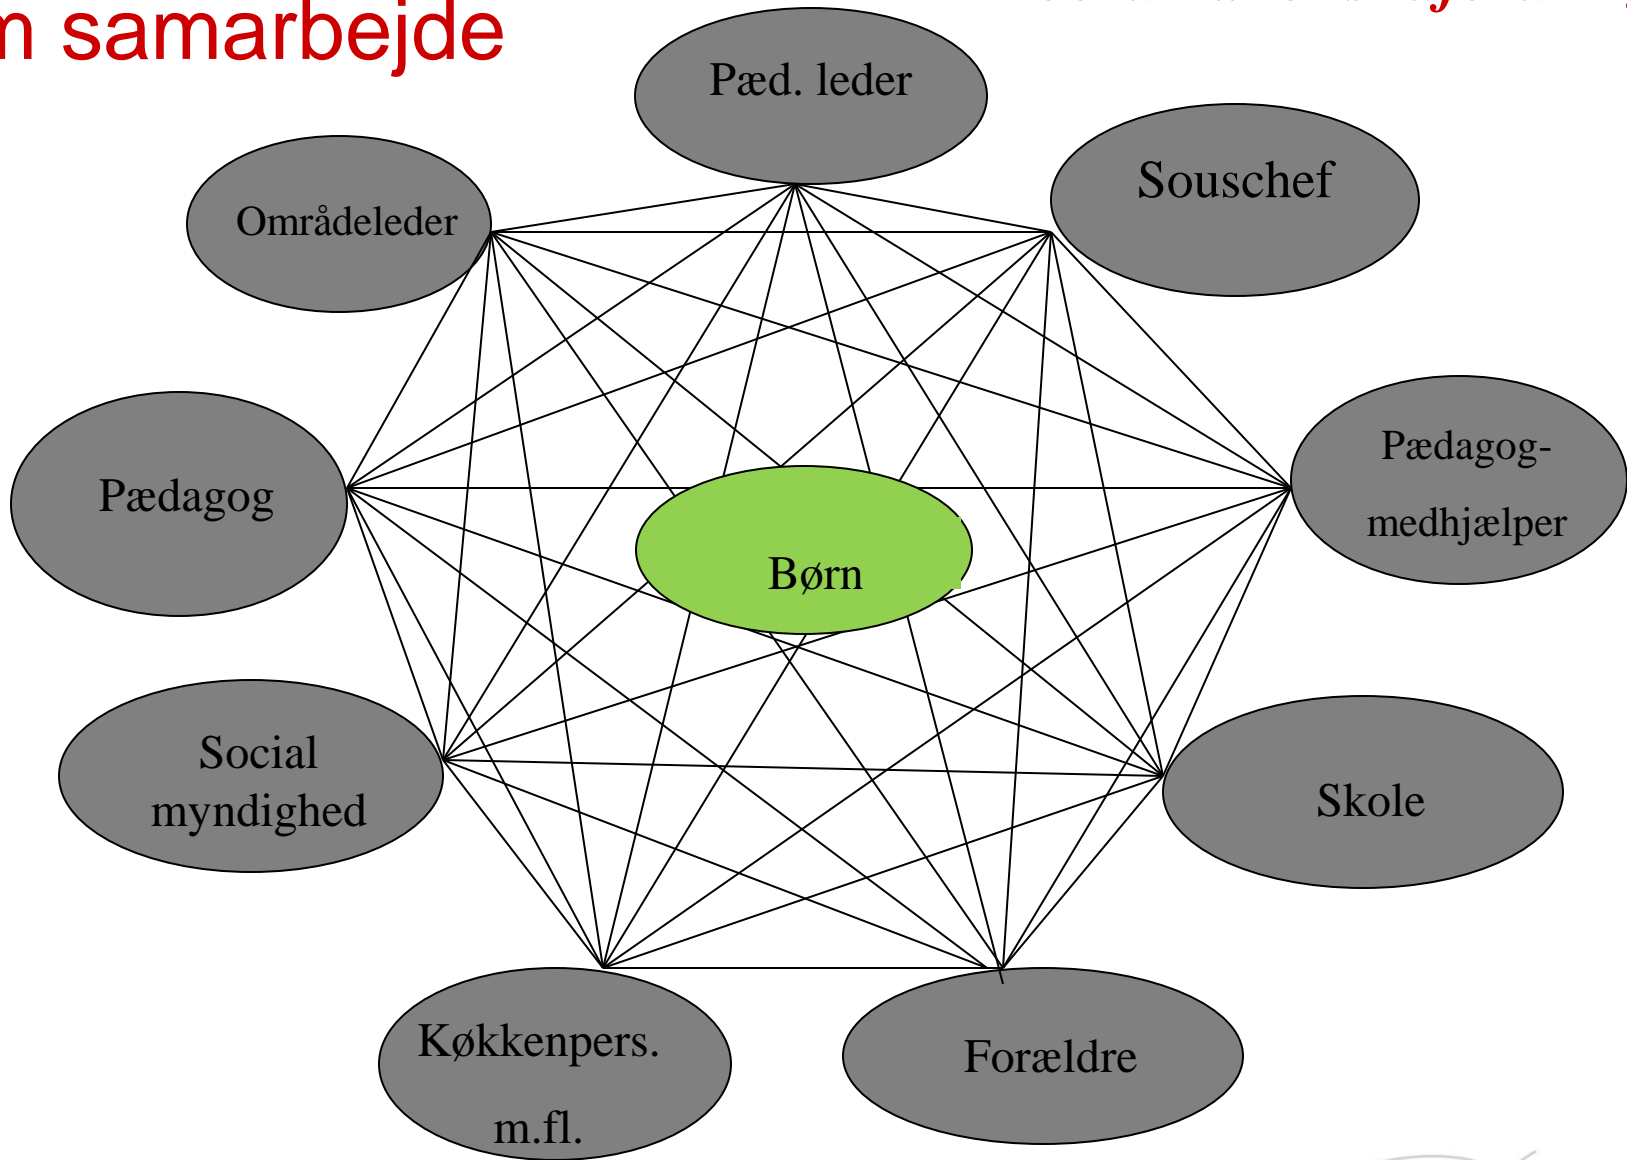 samarbejde
Pæd. leder
Souschef
Områdeleder
Pædagog-
medhjælper
Pædagog
Børn
Social
myndighed
Skole
Køkkenpers.
m.fl.
Forældre